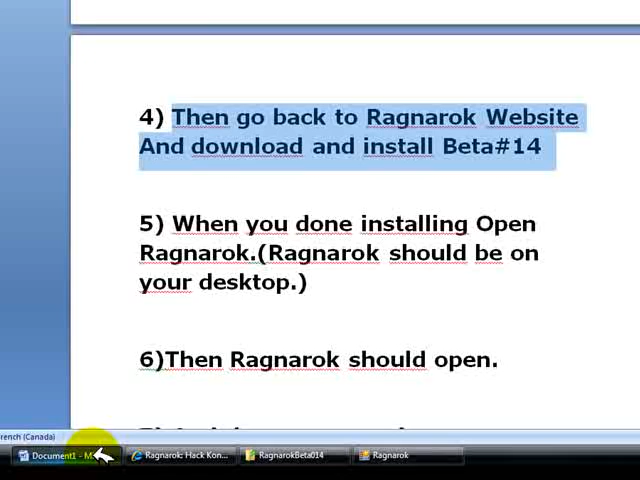 4) Then go back to Ragnarok Website
And download and install Beta#14
5) When you done installing Open
Ragnarok.(Ragnarok should be on
your desktop.)
6)Then Ragnarok should open.
rench (Canada)
Document1 - M
Ragnarok: Hack Kon...
RagnarokBeta014
Ragnarok